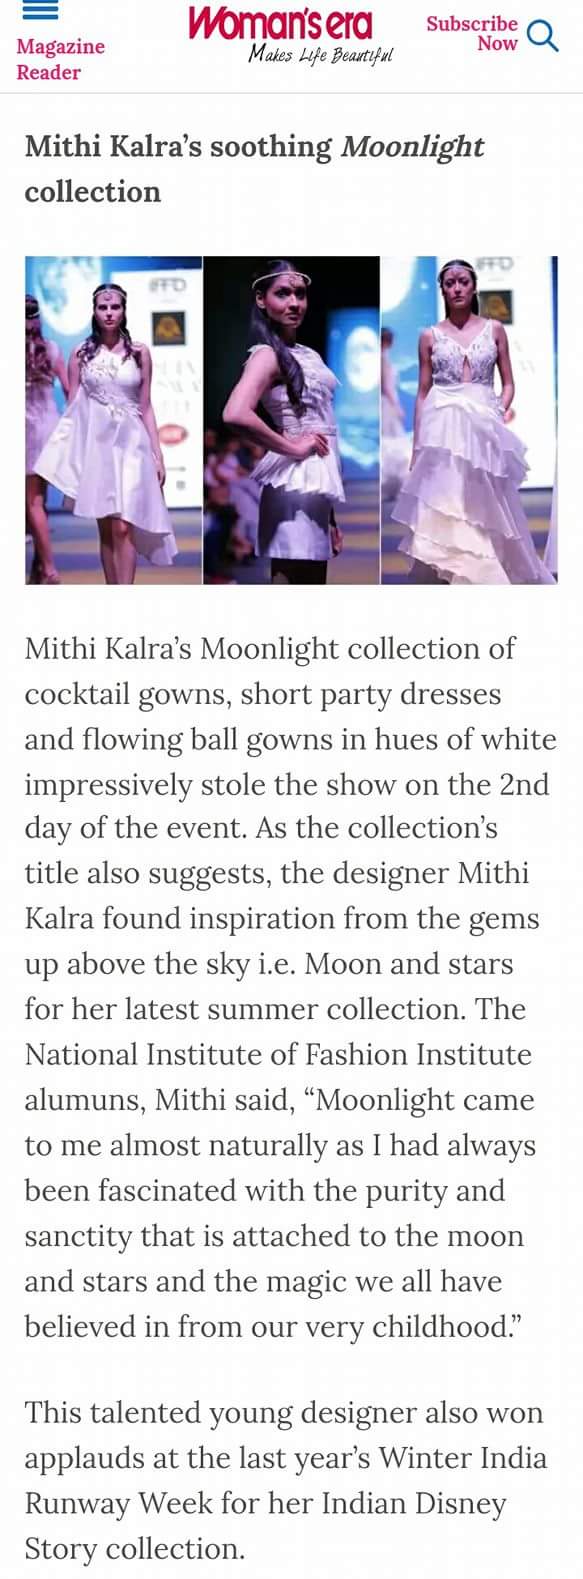 Woman's era
Makes Life Beautiful
Magazine
Reader
Subscribe
Now
Mithi Kalra’s soothing Moonlight
collection
IFFD
IFFD
Mithi Kalra’s Moonlight collection of
cocktail gowns, short party dresses
and flowing ball gowns in hues of white
impressively stole the show on the 2nd
day of the event. As the collection’s
title also suggests, the designer Mithi
Kalra found inspiration from the gems
up above the sky i.e. Moon and stars
for her latest summer collection. The
National Institute of Fashion Institute
alumuns, Mithi said, “Moonlight came
to me almost naturally as I had always
been fascinated with the purity and
sanctity that is attached to the moon
and stars and the magic we all have
believed in from our very childhood.”
This talented young designer also won
applauds at the last year’s Winter India
Runway Week for her Indian Disney
Story collection.